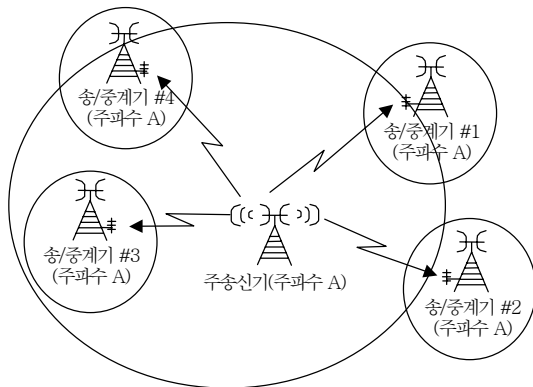 송/중계기 #4
(주파수 A)
송/중계기 #1
(주파수 A)
송/중계기 #3
(주파수 A)
주송신기(주파수 A)
송/중계기 #2
(주파수 A)